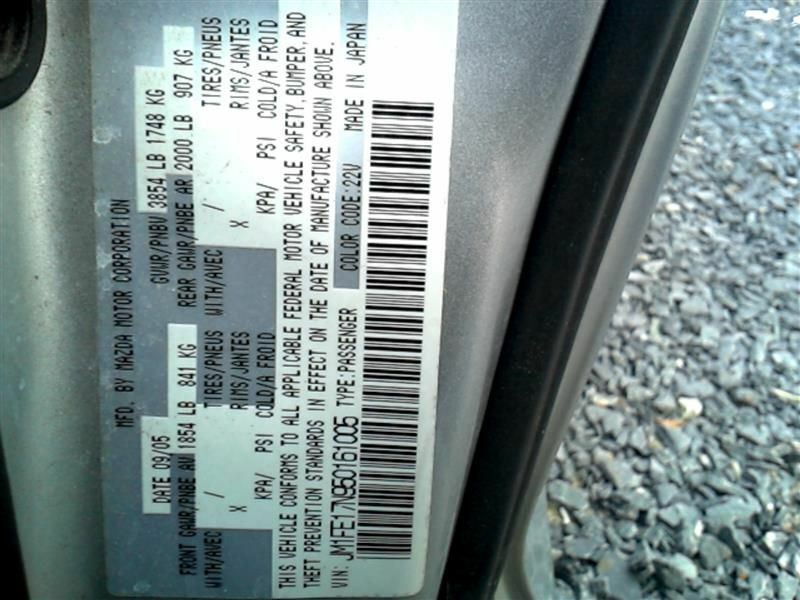 MFD. BY MAZDA MOTOR CORPORATION
DATE 09/05 GVWR/PNBV 3854 LB 1748 KG
FRONT GAWR/PNBE AV 1854 LB 841 KG REAR GAWR/PNBE AR 2000 LB 907 KG
WITH/AVEC / TIRES/PNEUS WITH/AVEC / TIRES/PNEUS
X RIMS/JANTES X RIMS/JANTES
KPA/ PSI COLD/A FROID KPA/ PSI COLD/A FROID
THIS VEHICLE CONFORMS TO ALL APPLICABLE FEDERAL MOTOR VEHICLE SAFETY, BUMPER, AND
THEFT PREVENTION STANDARDS IN EFFECT ON THE DATE OF MANUFACTURE SHOWN ABOVE.
VIN: JM1FE17N950161005 TYPE:PASSENGER COLOR CODE:22V MADE IN JAPAN